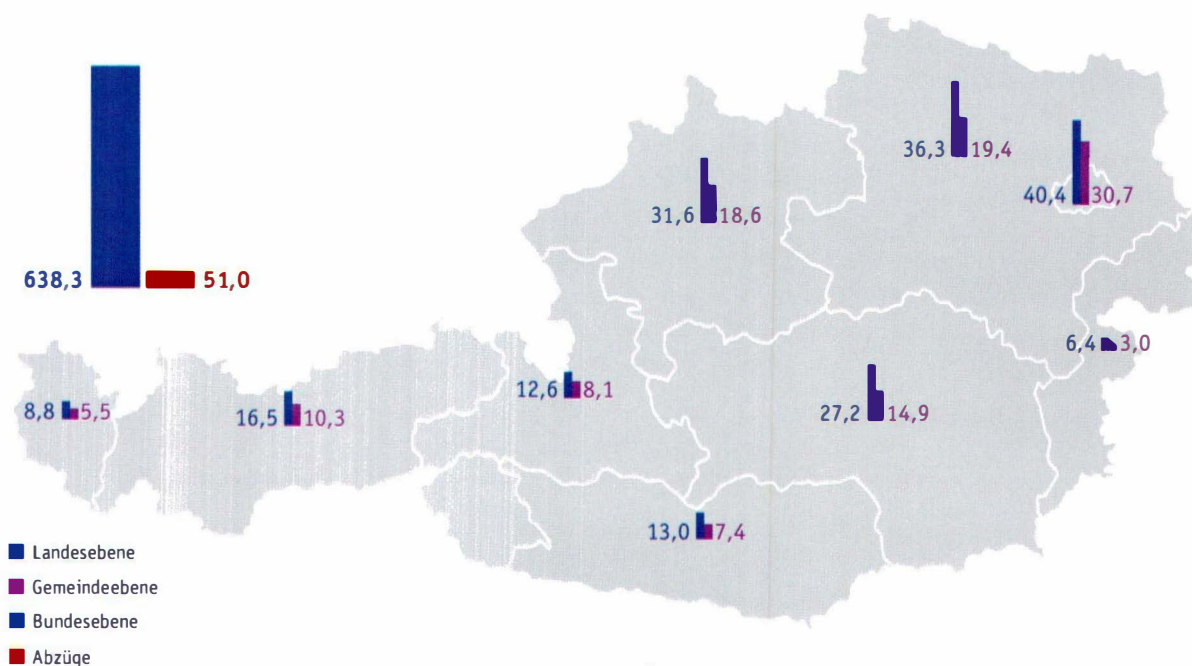 36,3 19,4
40,4 30,7
31,6 18,6
638,3 51,0
6,4 3,0
12,6 8,1
8,8 5,5
16,5 10,3
27,2 14,9
13,0 7,4
Landesebene
Gemeindeebene
Bundesebene
Abzüge